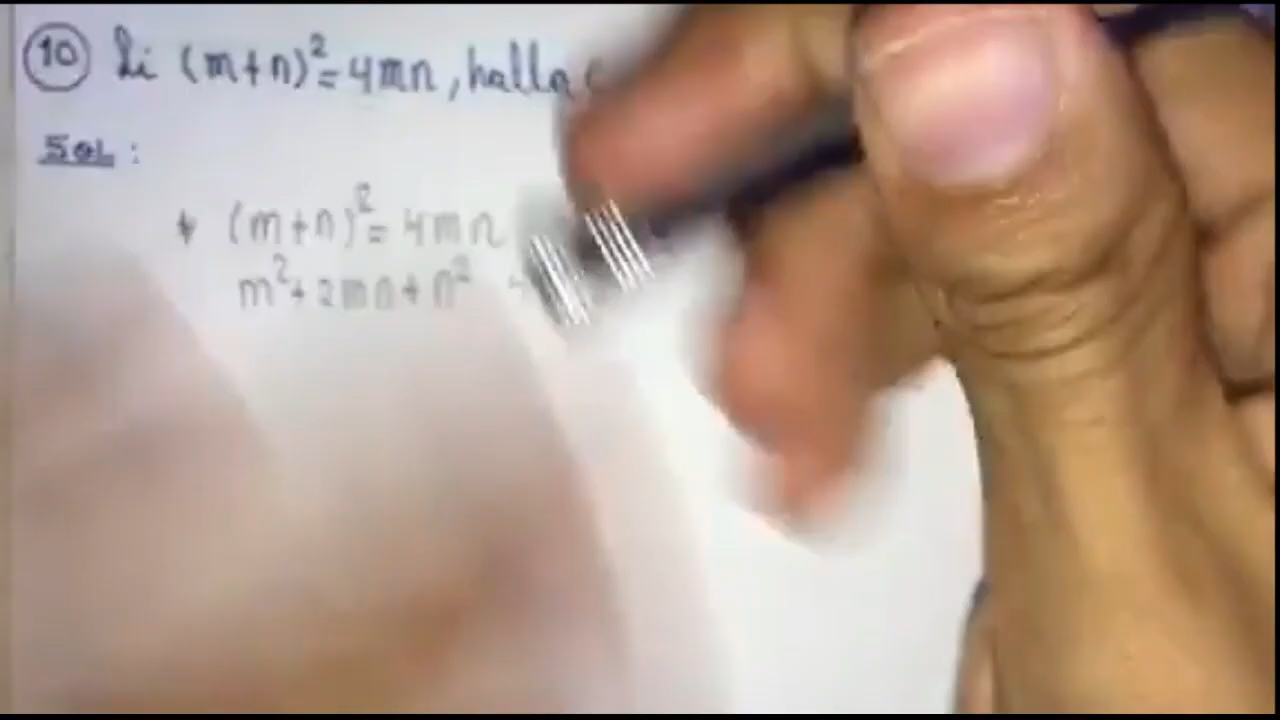 10 Si (m+n)²=4mn, halla
SOL:
* (m+n)²=4mn
m²+2mn+n²